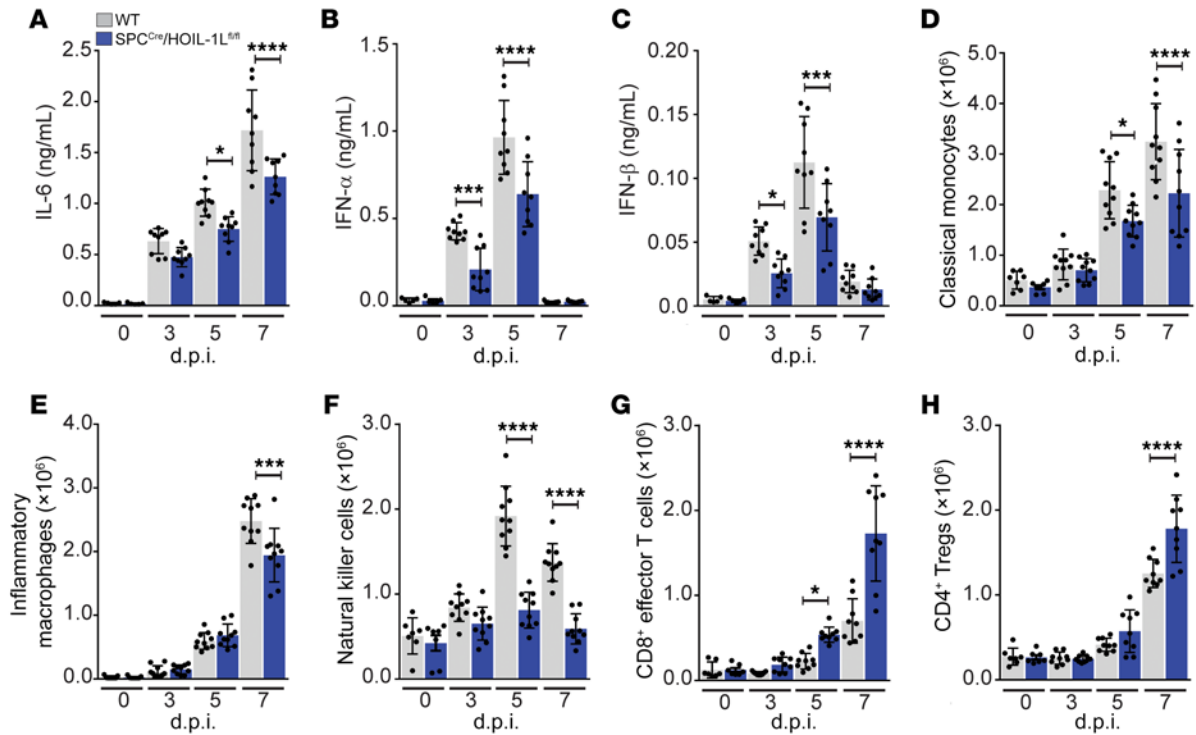 A
WT
SPC^Cre/HOIL-1L^fl/fl
IL-6 (ng/mL)
2.5
2.0
1.5
1.0
0.5
0.0
*
****
0 3 5 7
d.p.i.
B
IFN-α (ng/mL)
1.5
1.0
0.5
0.0
***
****
0 3 5 7
d.p.i.
C
IFN-β (ng/mL)
0.20
0.15
0.10
0.05
0.00
*
***
0 3 5 7
d.p.i.
D
Classical monocytes (×10⁶)
5.0
4.0
3.0
2.0
1.0
0.0
*
****
0 3 5 7
d.p.i.
E
Inflammatory
macrophages (×10⁶)
4.0
3.0
2.0
1.0
0.0
***
0 3 5 7
d.p.i.
F
Natural killer cells (×10⁶)
3.0
2.0
1.0
0.0
****
****
0 3 5 7
d.p.i.
G
CD8⁺ effector T cells (×10⁶)
3.0
2.0
1.0
0.0
*
****
0 3 5 7
d.p.i.
H
CD4⁺ Tregs (×10⁶)
3.0
2.0
1.0
0.0
****
0 3 5 7
d.p.i.